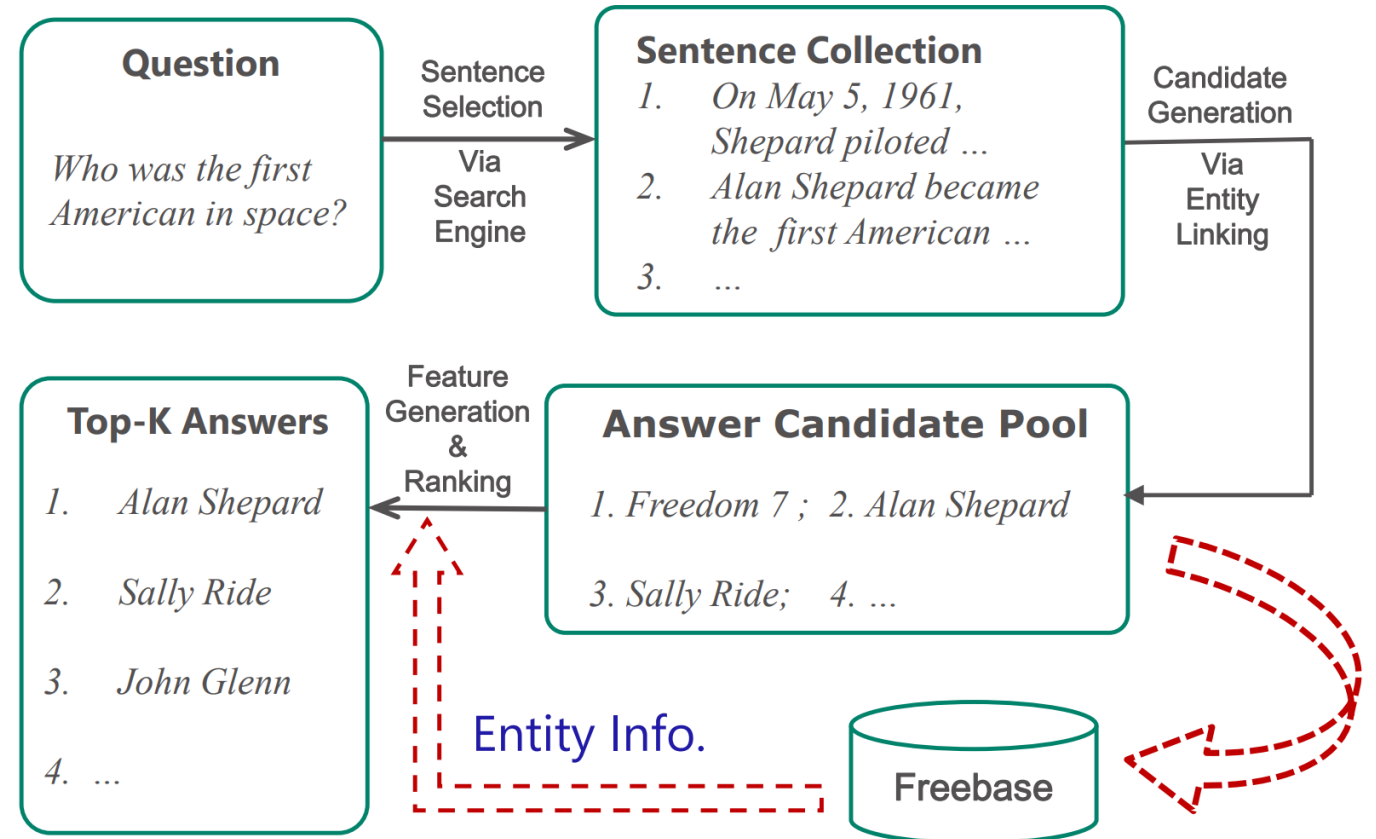 Question
Who was the first
American in space?
Sentence
Selection
Via
Search
Engine
Sentence Collection
1. On May 5, 1961,
Shepard piloted ...
2. Alan Shepard became
the first American ...
3. ...
Candidate
Generation
Via
Entity
Linking
Answer Candidate Pool
1. Freedom 7 ; 2. Alan Shepard
3. Sally Ride; 4. ...
Feature
Generation
&
Ranking
Top-K Answers
1. Alan Shepard
2. Sally Ride
3. John Glenn
4. ...
Entity Info.
Freebase